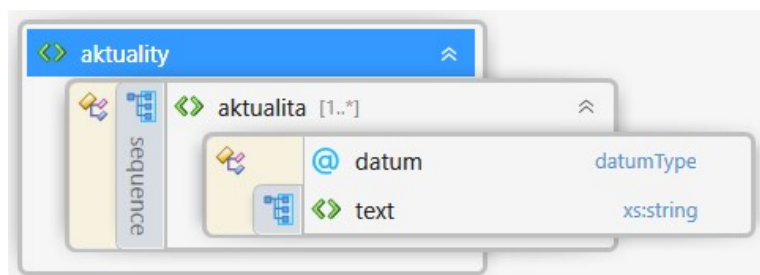 aktuality
aktualita [1..*]
sequence
@ datum datumType
text xs:string